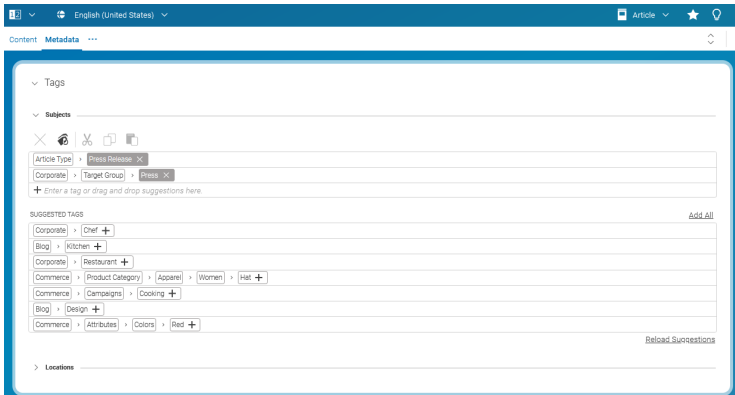 English (United States) Article
Content Metadata ...
Tags
Subjects
Article Type › Press Release ×
Corporate › Target Group › Press ×
+ Enter a tag or drag and drop suggestions here.
SUGGESTED TAGS Add All
Corporate › Chef +
Blog › Kitchen +
Corporate › Restaurant +
Commerce › Product Category › Apparel › Women › Hat +
Commerce › Campaigns › Cooking +
Blog › Design +
Commerce › Attributes › Colors › Red +
Reload Suggestions
Locations